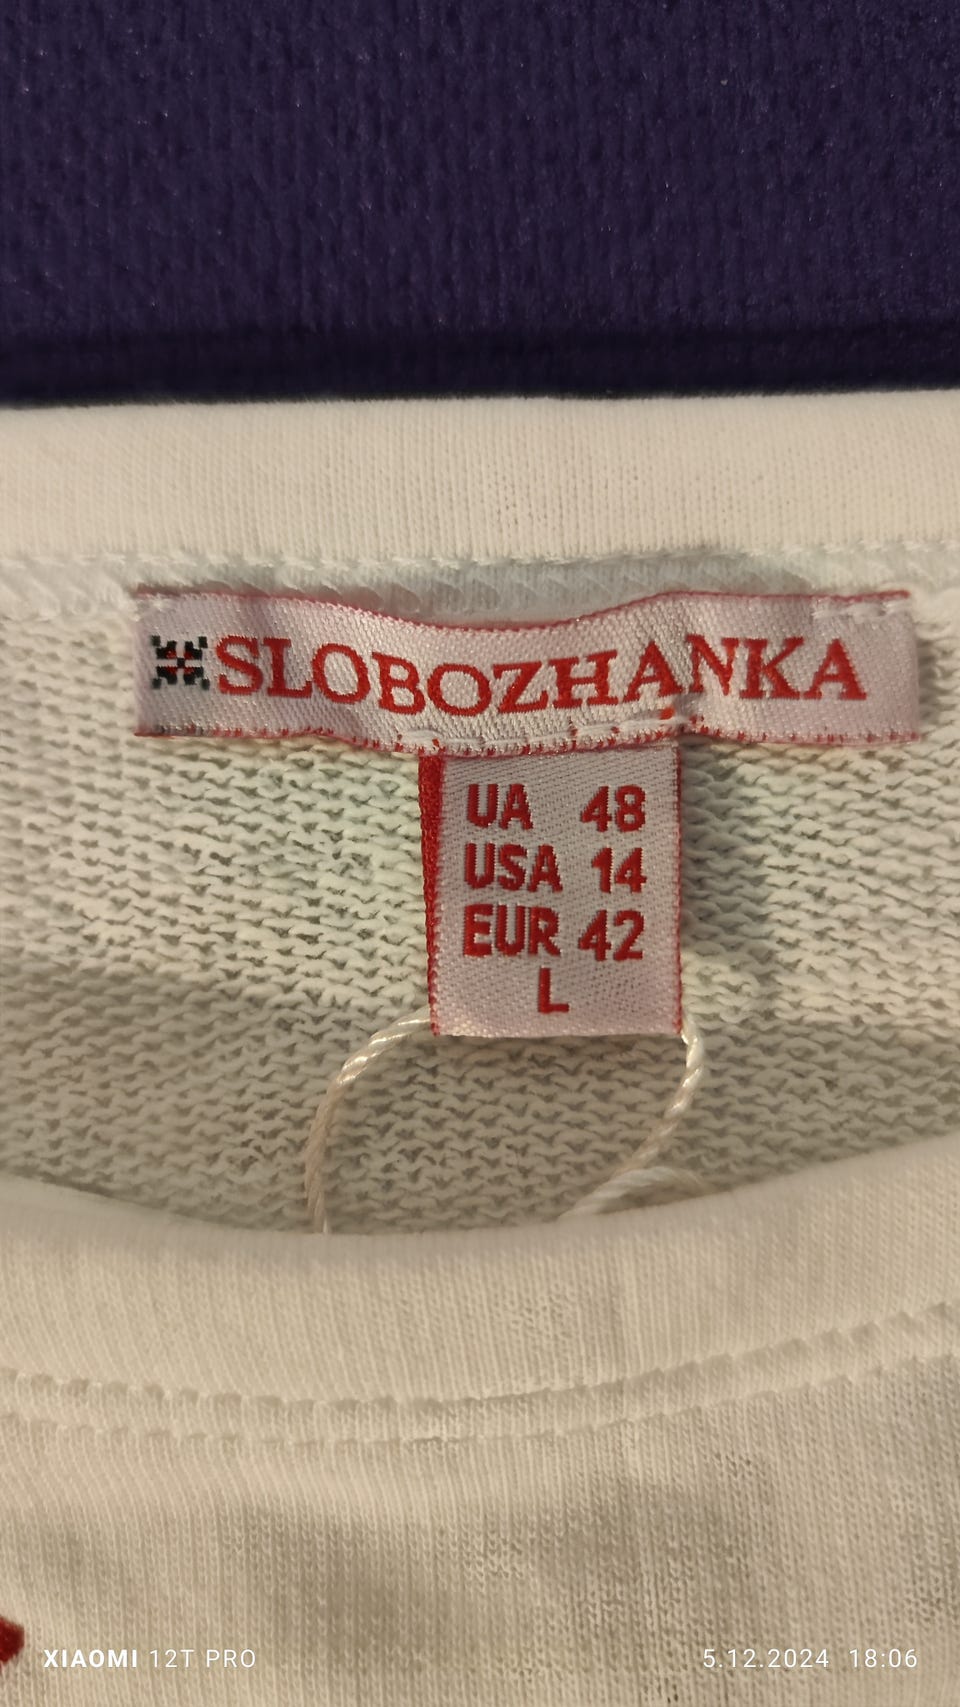 SLOBOZHANKA
UA 48
USA 14
EUR 42
L
XIAOMI 12T PRO
5.12.2024 18:06